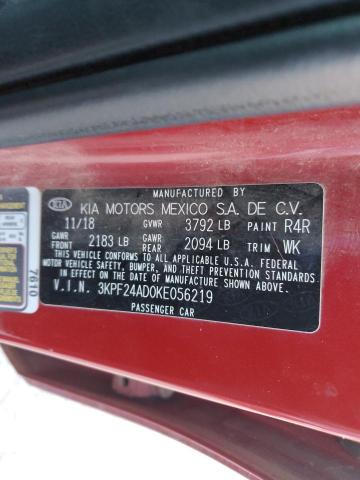 MANUFACTURED BY
KIA KIA MOTORS MEXICO S.A. DE C.V.
11/18 GVWR 3792 LB PAINT R4R
GAWR FRONT 2183 LB GAWR REAR 2094 LB TRIM WK
THIS VEHICLE CONFORMS TO ALL APPLICABLE U.S.A. FEDERAL
MOTOR VEHICLE SAFETY, BUMPER, AND THEFT PREVENTION STANDARDS
IN EFFECT ON THE DATE OF MANUFACTURE SHOWN ABOVE.
V.I.N. 3KPF24AD0KE056219
PASSENGER CAR
7610